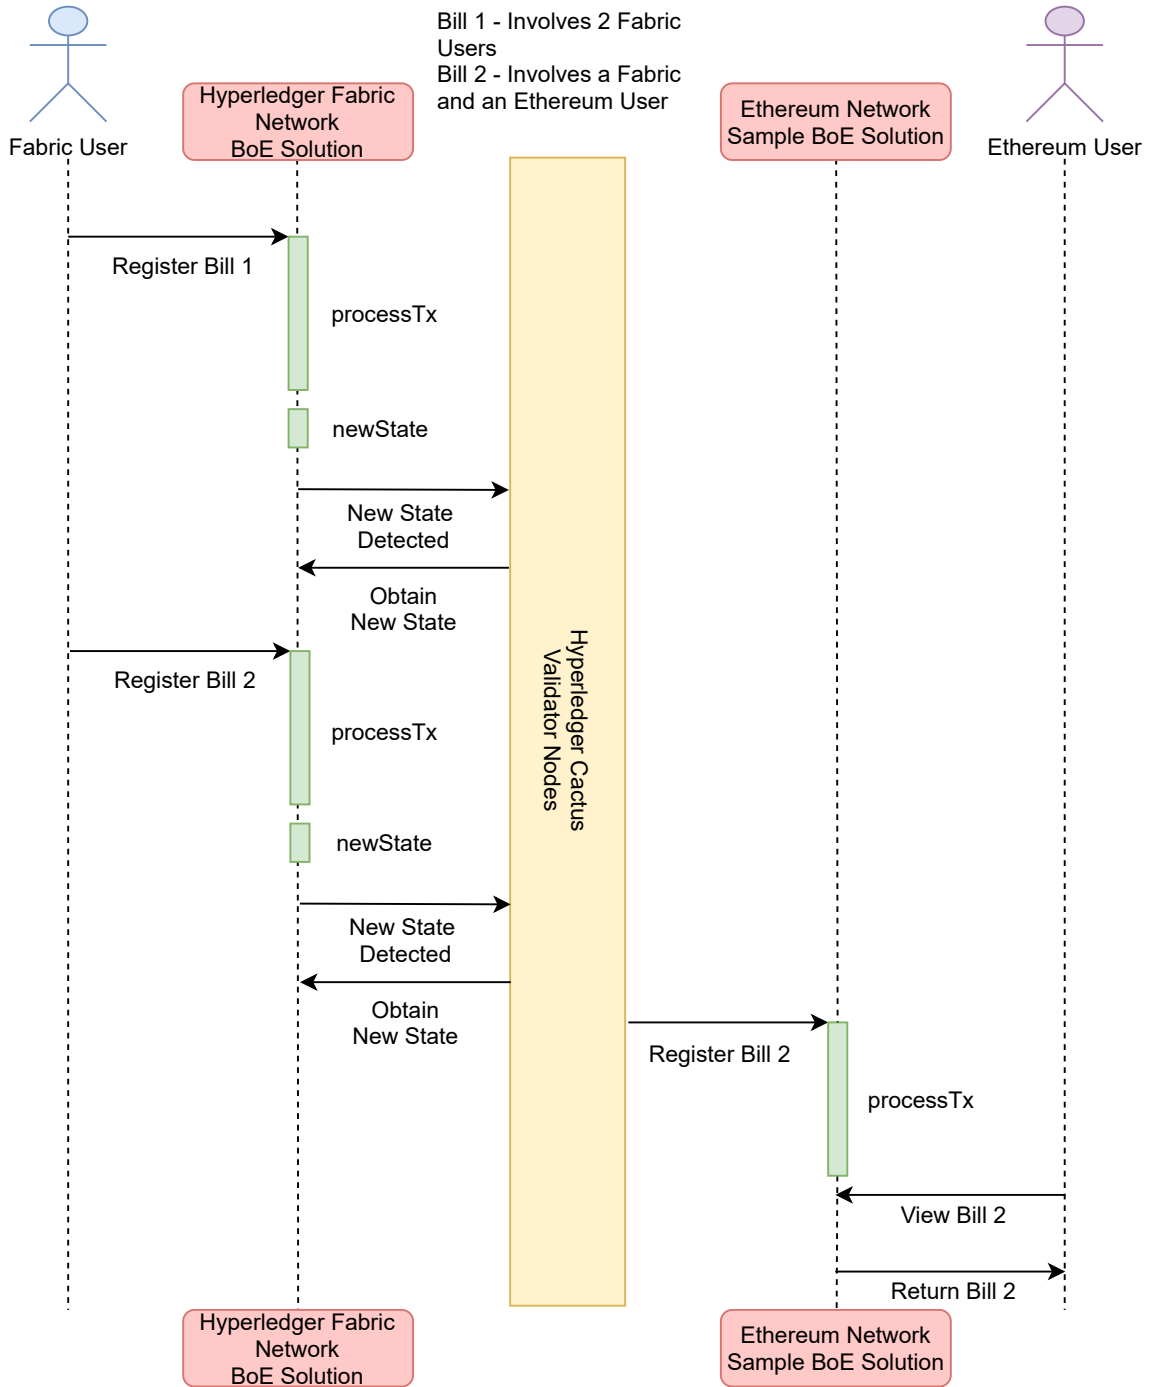 Bill 1 - Involves 2 Fabric
Users
Bill 2 - Involves a Fabric
and an Ethereum User
Fabric User
Hyperledger Fabric
Network
BoE Solution
Ethereum Network
Sample BoE Solution
Ethereum User
Register Bill 1
processTx
newState
New State
Detected
Obtain
New State
Hyperledger Cactus
Validator Nodes
Register Bill 2
processTx
newState
New State
Detected
Obtain
New State
Register Bill 2
processTx
View Bill 2
Return Bill 2
Hyperledger Fabric
Network
BoE Solution
Ethereum Network
Sample BoE Solution